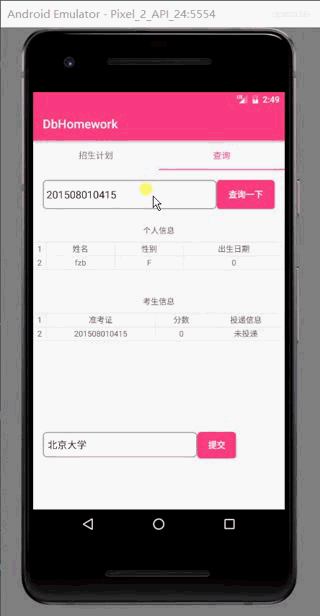 Android Emulator - Pixel_2_API_24:5554
2:49
DbHomework
招生计划 查询
201508010415 查询一下
个人信息
1 姓名 性别 出生日期
2 fzb F 0
考生信息
1 准考证 分数 投递信息
2 201508010415 0 未投递
北京大学 提交